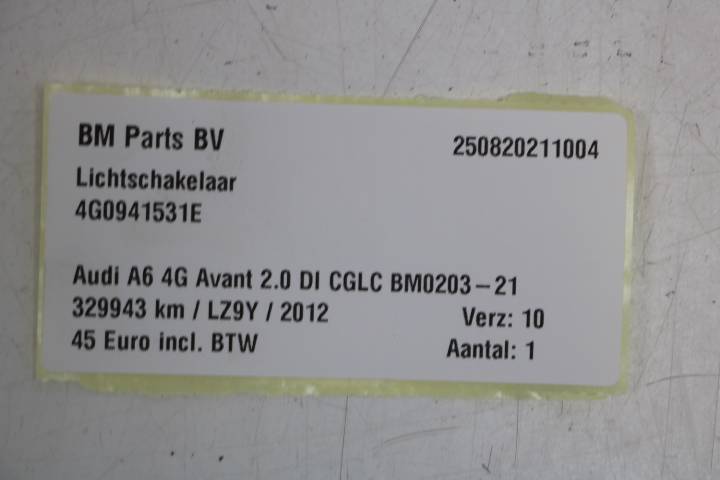 BM Parts BV 250820211004
Lichtschakelaar
4G0941531E
Audi A6 4G Avant 2.0 DI CGLC BM0203-21
329943 km / LZ9Y / 2012 Verz: 10
45 Euro incl. BTW Aantal: 1